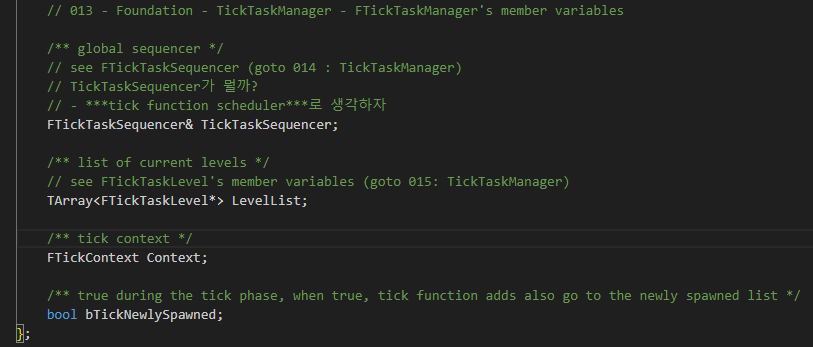 // 013 - Foundation - TickTaskManager - FTickTaskManager's member variables
/** global sequencer */
// see FTickTaskSequencer (goto 014 : TickTaskManager)
// TickTaskSequencer가 뭘까?
// - ***tick function scheduler***로 생각하자
FTickTaskSequencer& TickTaskSequencer;
/** list of current levels */
// see FTickTaskLevel's member variables (goto 015: TickTaskManager)
TArray<FTickTaskLevel*> LevelList;
/** tick context */
FTickContext Context;
/** true during the tick phase, when true, tick function adds also go to the newly spawned list */
bool bTickNewlySpawned;
};